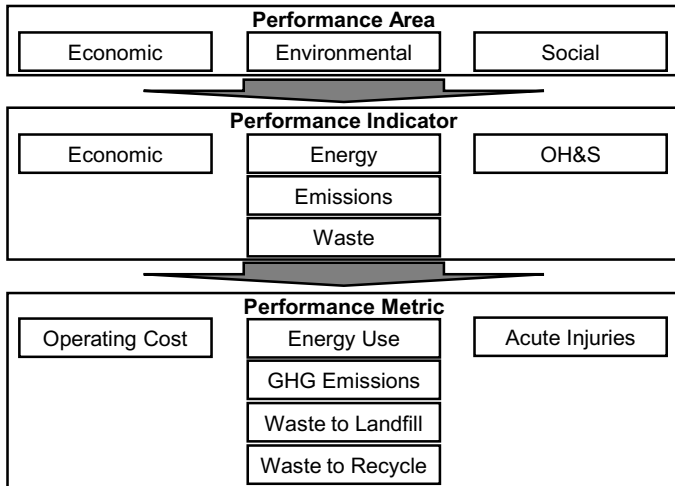 Performance Area
Economic Environmental Social
Performance Indicator
Economic Energy OH&S
Emissions
Waste
Performance Metric
Operating Cost Energy Use Acute Injuries
GHG Emissions
Waste to Landfill
Waste to Recycle